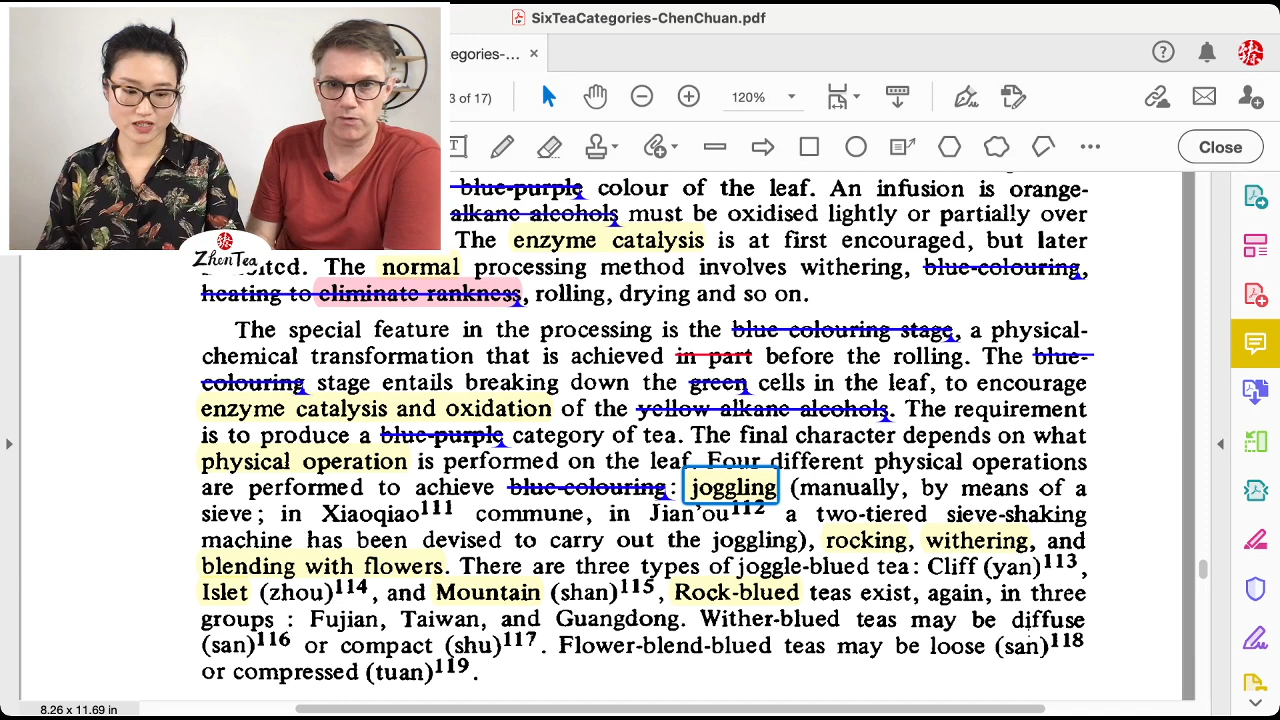 SixTeaCategories-ChenChuan.pdf
egories-... ×
3 of 17)
120%
Close
ZhenTea
blue-purple colour of the leaf. An infusion is orange-
alkane alcohols must be oxidised lightly or partially over
The enzyme catalysis is at first encouraged, but later
The normal processing method involves withering, blue-colouring,
heating to eliminate rankness, rolling, drying and so on.
The special feature in the processing is the blue colouring stage, a physical-
chemical transformation that is achieved in part before the rolling. The blue-
colouring stage entails breaking down the green cells in the leaf, to encourage
enzyme catalysis and oxidation of the yellow alkane alcohols. The requirement
is to produce a blue-purple category of tea. The final character depends on what
physical operation is performed on the leaf. Four different physical operations
are performed to achieve blue-colouring: joggling (manually, by means of a
sieve; in Xiaoqiao111 commune, in Jian'ou112 a two-tiered sieve-shaking
machine has been devised to carry out the joggling), rocking, withering, and
blending with flowers. There are three types of joggle-blued tea: Cliff (yan)113,
Islet (zhou)114, and Mountain (shan)115, Rock-blued teas exist, again, in three
groups : Fujian, Taiwan, and Guangdong. Wither-blued teas may be diffuse
(san)116 or compact (shu)117. Flower-blend-blued teas may be loose (san)118
or compressed (tuan)119.
8.26 x 11.69 in